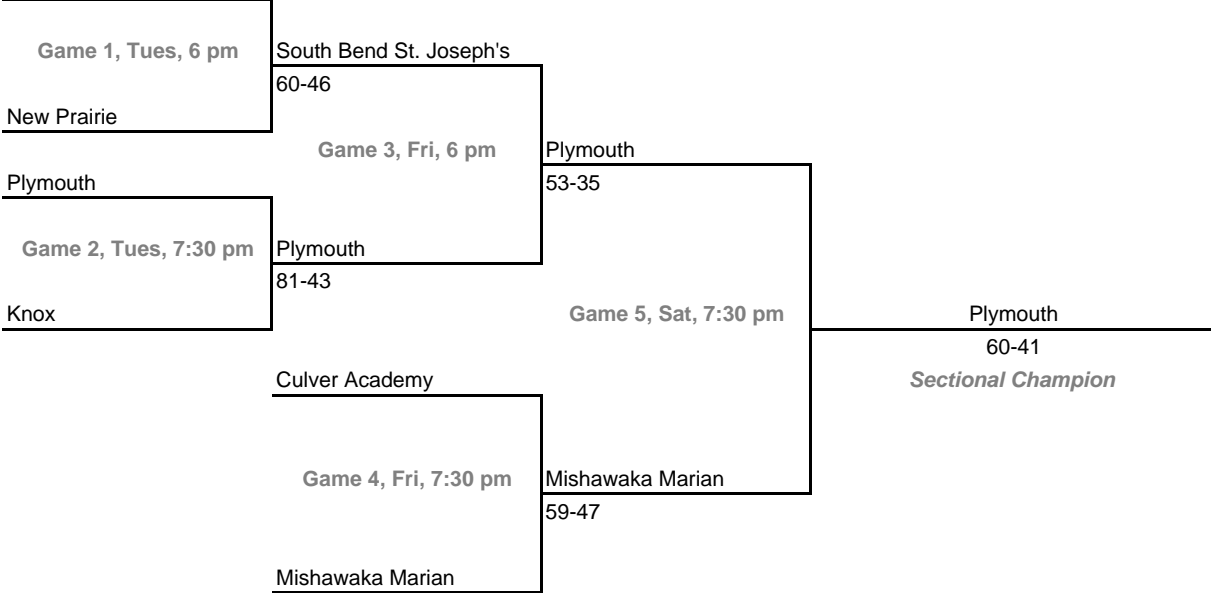 Game 1, Tues, 6 pm
South Bend St. Joseph's
60-46
New Prairie
Game 3, Fri, 6 pm
Plymouth
53-35
Plymouth
Game 2, Tues, 7:30 pm
Plymouth
81-43
Knox
Game 5, Sat, 7:30 pm
Plymouth
60-41
Sectional Champion
Culver Academy
Game 4, Fri, 7:30 pm
Mishawaka Marian
59-47
Mishawaka Marian